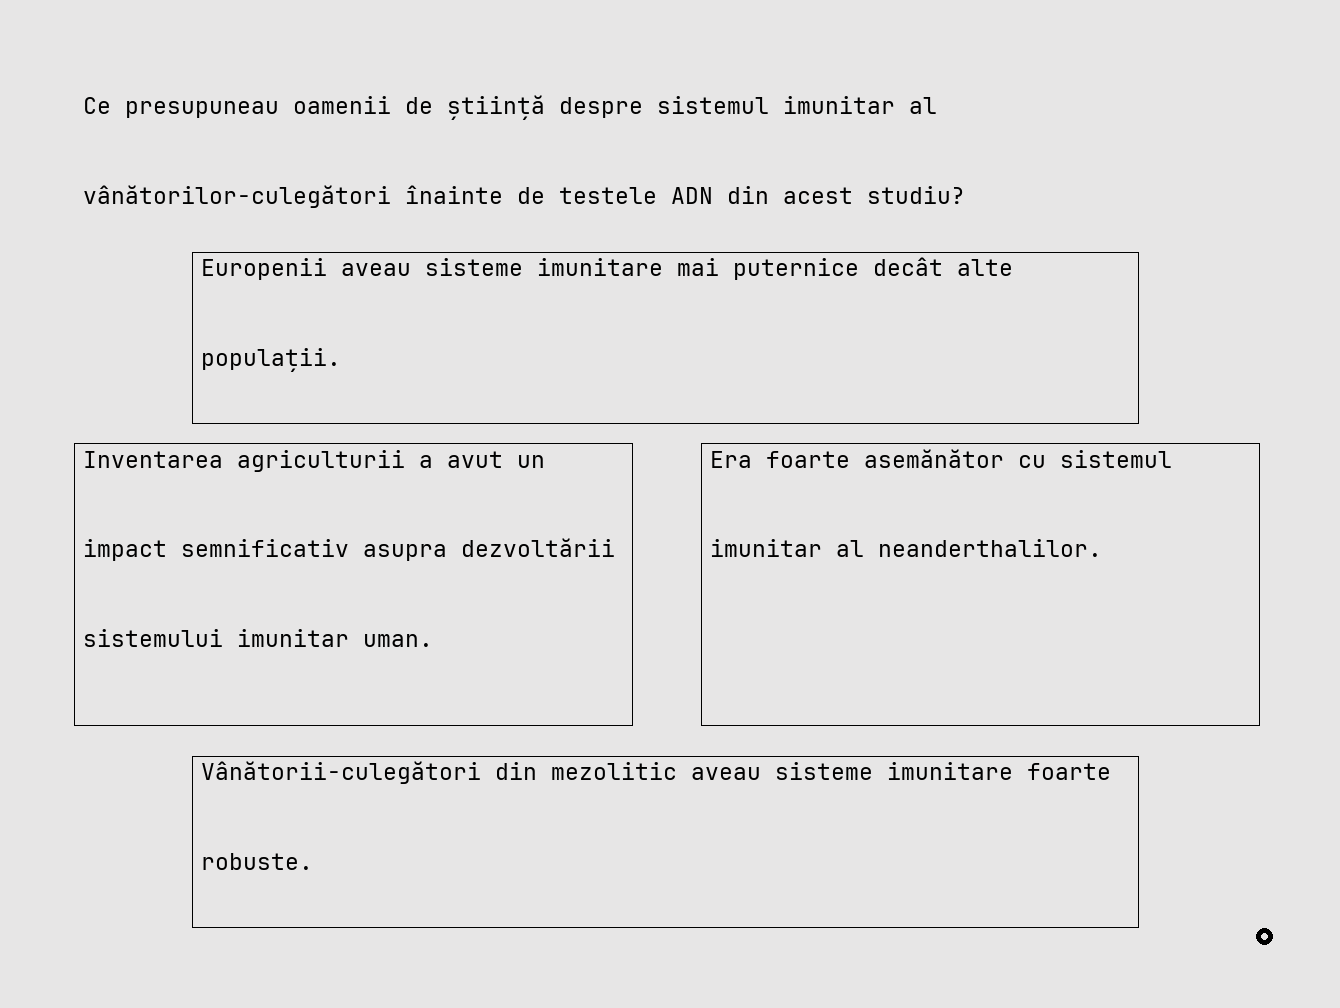 Ce presupuneau oamenii de știință despre sistemul imunitar al
vânătorilor-culegători înainte de testele ADN din acest studiu?
Europenii aveau sisteme imunitare mai puternice decât alte
populații.
Inventarea agriculturii a avut un
impact semnificativ asupra dezvoltării
sistemului imunitar uman.
Era foarte asemănător cu sistemul
imunitar al neanderthalilor.
Vânătorii-culegători din mezolitic aveau sisteme imunitare foarte
robuste.